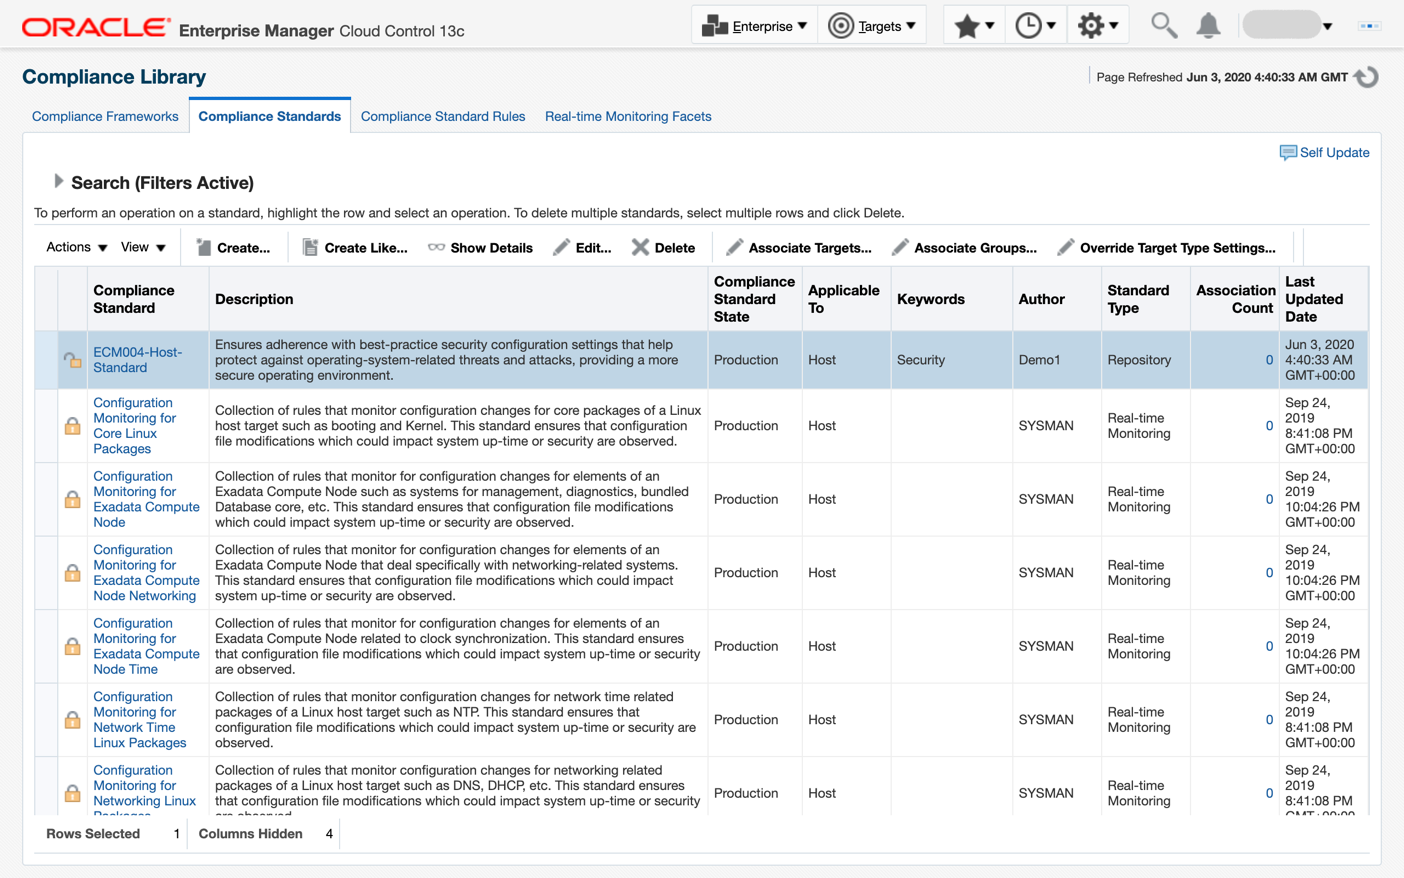 ORACLE Enterprise Manager Cloud Control 13c
Enterprise
Targets
Compliance Library
Page Refreshed Jun 3, 2020 4:40:33 AM GMT
Compliance Frameworks
Compliance Standards
Compliance Standard Rules
Real-time Monitoring Facets
Self Update
Search (Filters Active)
To perform an operation on a standard, highlight the row and select an operation. To delete multiple standards, select multiple rows and click Delete.
Actions
View
Create...
Create Like...
Show Details
Edit...
Delete
Associate Targets...
Associate Groups...
Override Target Type Settings...
Compliance
Standard
Description
Compliance
Standard
State
Applicable
To
Keywords
Author
Standard
Type
Association
Count
Last
Updated
Date
ECM004-Host-
Standard
Ensures adherence with best-practice security configuration settings that help
protect against operating-system-related threats and attacks, providing a more
secure operating environment.
Production
Host
Security
Demo1
Repository
0
Jun 3, 2020
4:40:33 AM
GMT+00:00
Configuration
Monitoring for
Core Linux
Packages
Collection of rules that monitor configuration changes for core packages of a Linux
host target such as booting and Kernel. This standard ensures that configuration
file modifications which could impact system up-time or security are observed.
Production
Host
SYSMAN
Real-time
Monitoring
0
Sep 24,
2019
8:41:08 PM
GMT+00:00
Configuration
Monitoring for
Exadata Compute
Node
Collection of rules that monitor for configuration changes for elements of an
Exadata Compute Node such as systems for management, diagnostics, bundled
Database core, etc. This standard ensures that configuration file modifications
which could impact system up-time or security are observed.
Production
Host
SYSMAN
Real-time
Monitoring
0
Sep 24,
2019
10:04:26 PM
GMT+00:00
Configuration
Monitoring for
Exadata Compute
Node Networking
Collection of rules that monitor for configuration changes for elements of an
Exadata Compute Node that deal specifically with networking-related systems.
This standard ensures that configuration file modifications which could impact
system up-time or security are observed.
Production
Host
SYSMAN
Real-time
Monitoring
0
Sep 24,
2019
10:04:26 PM
GMT+00:00
Configuration
Monitoring for
Exadata Compute
Node Time
Collection of rules that monitor for configuration changes for elements of an
Exadata Compute Node related to clock synchronization. This standard ensures
that configuration file modifications which could impact system up-time or security
are observed.
Production
Host
SYSMAN
Real-time
Monitoring
0
Sep 24,
2019
10:04:26 PM
GMT+00:00
Configuration
Monitoring for
Network Time
Linux Packages
Collection of rules that monitor configuration changes for network time related
packages of a Linux host target such as NTP. This standard ensures that
configuration file modifications which could impact system up-time or security are
observed.
Production
Host
SYSMAN
Real-time
Monitoring
0
Sep 24,
2019
8:41:08 PM
GMT+00:00
Configuration
Monitoring for
Networking Linux
Packages
Collection of rules that monitor configuration changes for networking related
packages of a Linux host target such as DNS, DHCP, etc. This standard ensures
that configuration file modifications which could impact system up-time or security
are observed.
Production
Host
SYSMAN
Real-time
Monitoring
0
Sep 24,
2019
8:41:08 PM
GMT+00:00
Rows Selected 1
Columns Hidden 4